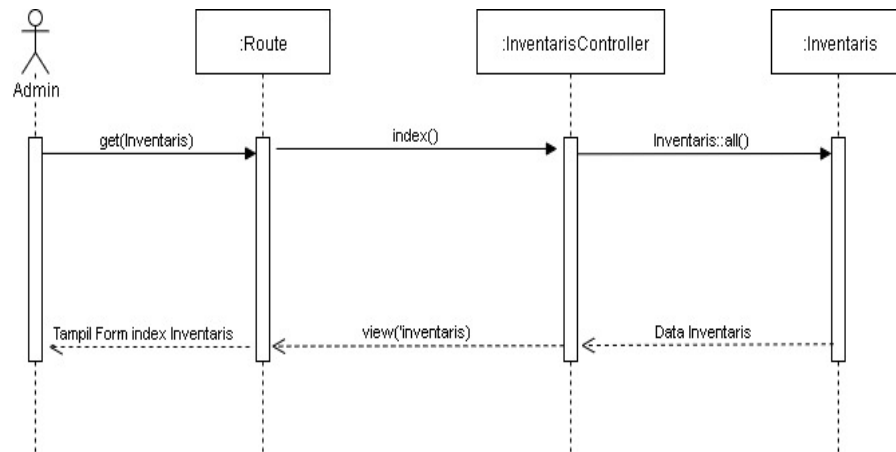 :Route
:InventarisController
:Inventaris
Admin
get(Inventaris)
index()
Inventaris::all()
Tampil Form index Inventaris
view('inventaris)
Data Inventaris